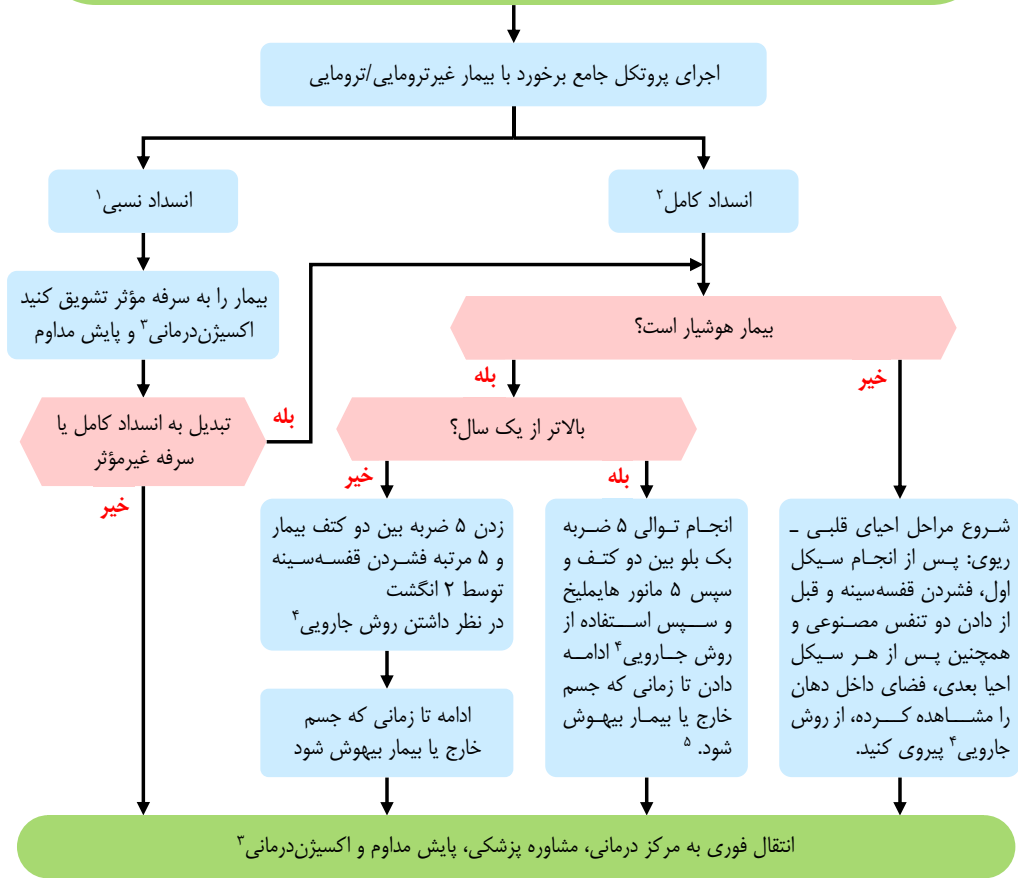 اجرای پروتکل جامع برخورد با بیمار غیرترومایی/ترومایی
انسداد کامل۲
انسداد نسبی۱
بیمار را به سرفه مؤثر تشویق کنید
اکسیژن‌درمانی۳ و پایش مداوم
بیمار هوشیار است؟
خیر
بله
تبدیل به انسداد کامل یا
سرفه غیرمؤثر
بله
خیر
بالاتر از یک سال؟
بله
خیر
شروع مراحل احیای قلبی ـ
ریوی: پس از انجام سیکل
اول، فشردن قفسه‌سینه و قبل
از دادن دو تنفس مصنوعی و
همچنین پس از هر سیکل
احیا بعدی، فضای داخل دهان
را مشاهده کرده، از روش
جارویی۴ پیروی کنید.
انجام توالی ۵ ضربه
بک بلو بین دو کتف و
سپس ۵ مانور هایملیخ
و سپس استفاده از
روش جارویی۴ ادامه
دادن تا زمانی که جسم
خارج یا بیمار بیهوش
شود. ۵
زدن ۵ ضربه بین دو کتف بیمار
و ۵ مرتبه فشردن قفسه‌سینه
توسط ۲ انگشت
در نظر داشتن روش جارویی۴
ادامه تا زمانی که جسم
خارج یا بیمار بیهوش شود
انتقال فوری به مرکز درمانی، مشاوره پزشکی، پایش مداوم و اکسیژن‌درمانی۳